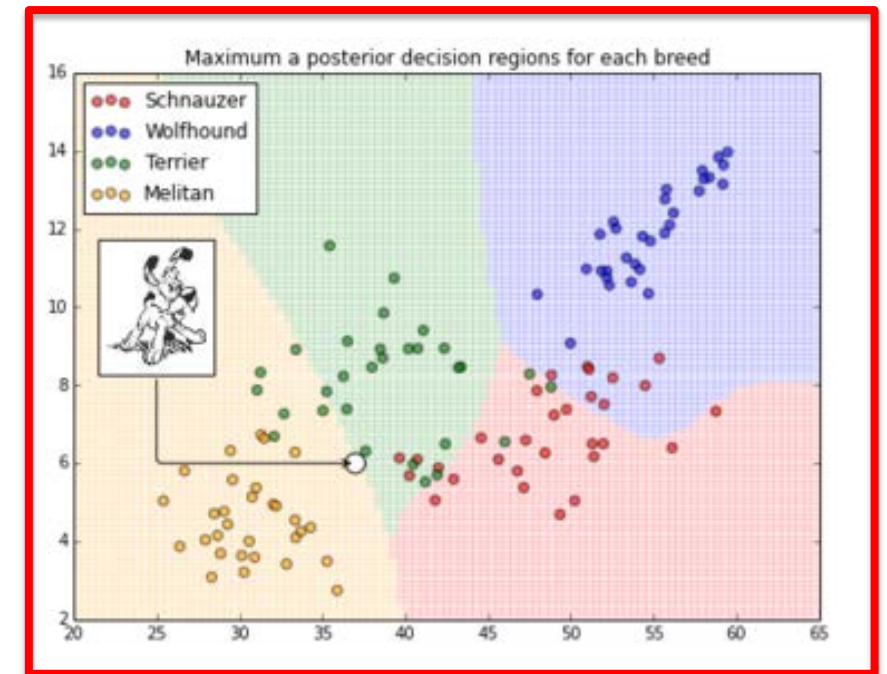 Maximum a posterior decision regions for each breed
16
14
12
10
8
6
4
2
Schnauzer
Wolfhound
Terrier
Melitan
20 25 30 35 40 45 50 55 60 65